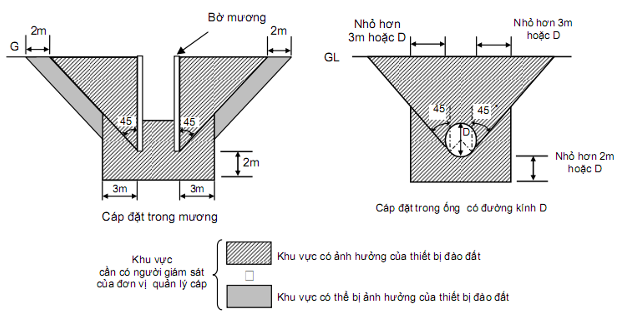 Bờ mương
2m
2m
G
45
45
2m
3m
3m
Cáp đặt trong mương
Nhỏ hơn
3m hoặc D
Nhỏ hơn 3m
hoặc D
GL
45
45
D
Nhỏ hơn 2m
hoặc D
Cáp đặt trong ống có đường kính D
Khu vực
cần có người giám sát
của đơn vị quản lý cáp
Khu vực có ảnh hưởng của thiết bị đào đất
Khu vực có thể bị ảnh hưởng của thiết bị đào đất